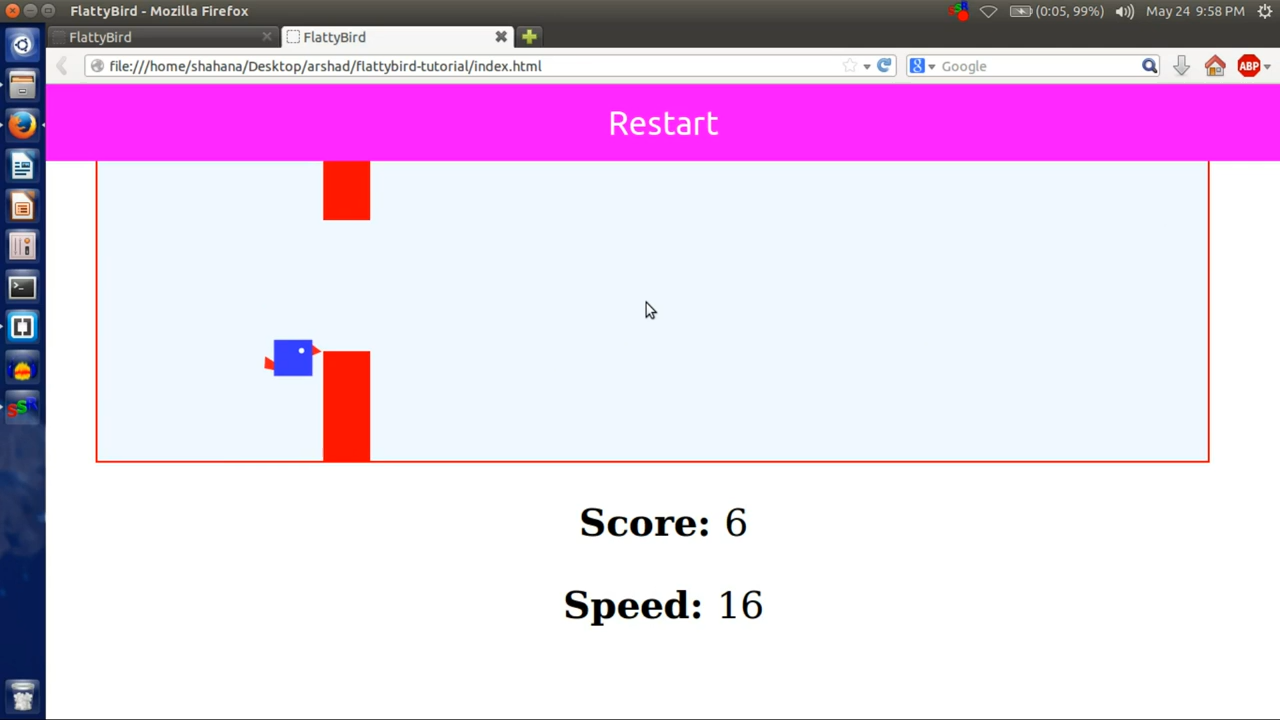 FlattyBird - Mozilla Firefox
(0:05, 99%)
May 24 9:58 PM
FlattyBird
FlattyBird
file:///home/shahana/Desktop/arshad/flattybird-tutorial/index.html
Google
ABP
Restart
Score: 6
Speed: 16